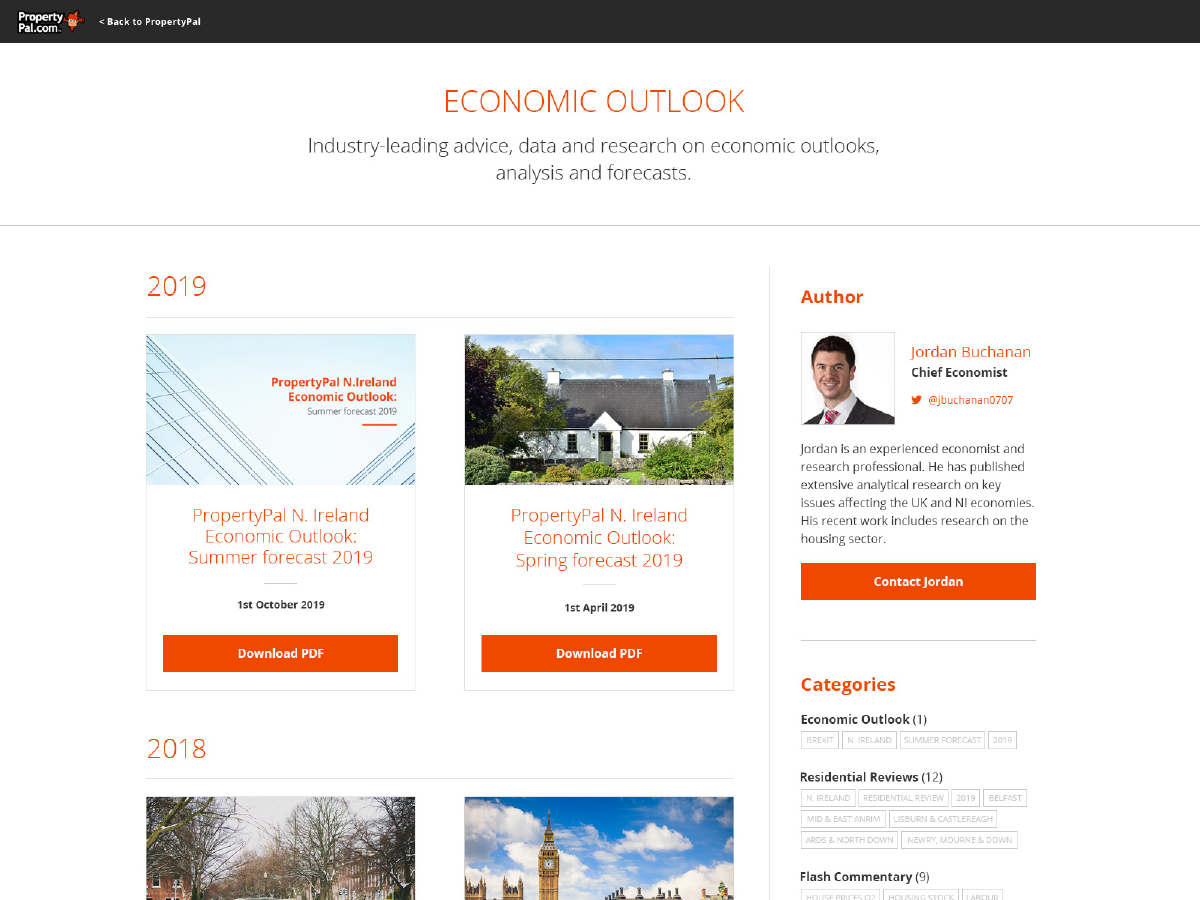 Property
Pal.com
< Back to PropertyPal
ECONOMIC OUTLOOK
Industry-leading advice, data and research on economic outlooks,
analysis and forecasts.
2019
PropertyPal N.Ireland
Economic Outlook:
Summer forecast 2019
PropertyPal N. Ireland
Economic Outlook:
Summer forecast 2019
1st October 2019
Download PDF
PropertyPal N. Ireland
Economic Outlook:
Spring forecast 2019
1st April 2019
Download PDF
2018
Author
Jordan Buchanan
Chief Economist
@jbuchanan0707
Jordan is an experienced economist and
research professional. He has published
extensive analytical research on key
issues affecting the UK and NI economies.
His recent work includes research on the
housing sector.
Contact Jordan
Categories
Economic Outlook (1)
BREXIT N. IRELAND SUMMER FORECAST 2019
Residential Reviews (12)
N. IRELAND RESIDENTIAL REVIEW 2019 BELFAST
MID & EAST ANRIM LISBURN & CASTLEREAGH
ARDS & NORTH DOWN NEWRY, MOURNE & DOWN
Flash Commentary (9)
HOUSE PRICES Q2 HOUSING STOCK LABOUR